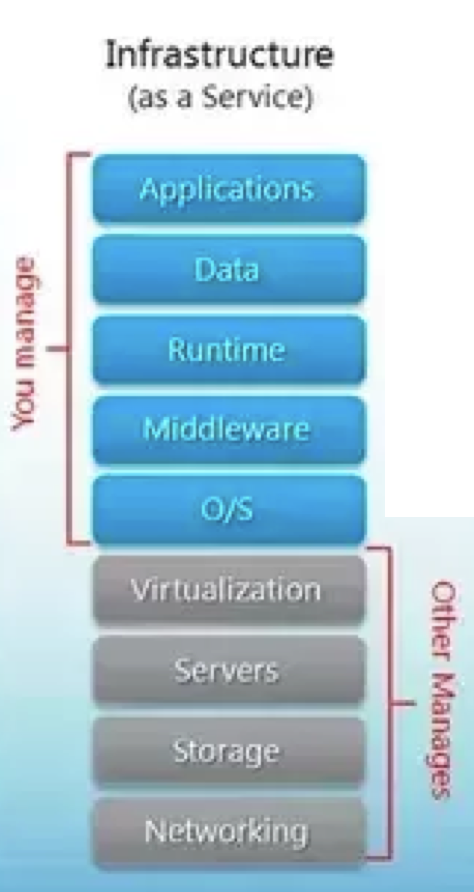 Infrastructure
(as a Service)
You manage
Applications
Data
Runtime
Middleware
O/S
Virtualization
Servers
Storage
Networking
Other Manages